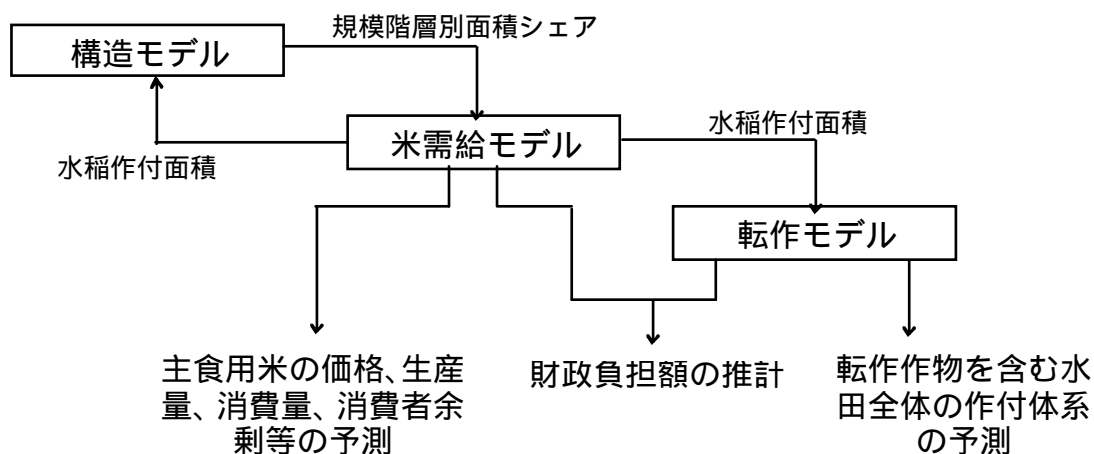 規模階層別面積シェア
構造モデル
米需給モデル
水稲作付面積
水稲作付面積
転作モデル
主食用米の価格、生産
量、消費量、消費者余
剰等の予測
財政負担額の推計
転作作物を含む水
田全体の作付体系
の予測